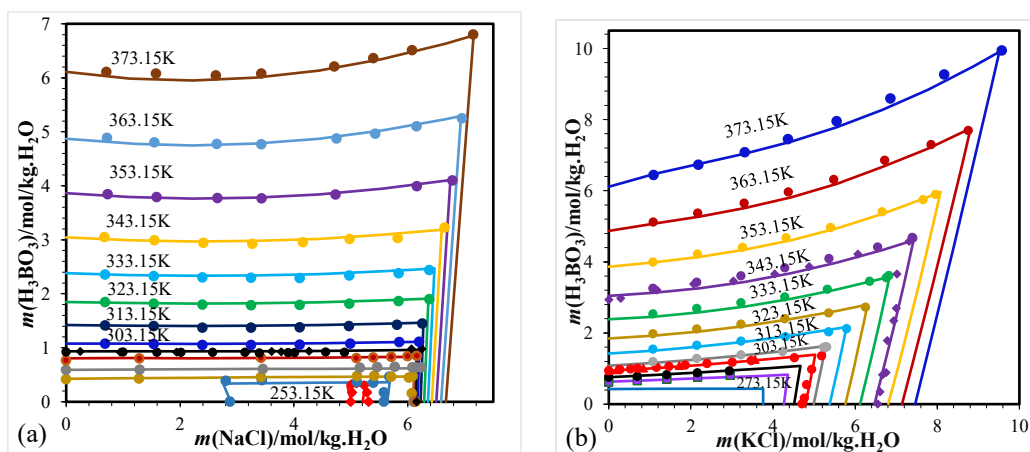 7
6
5
4
3
2
1
0
m(H₃BO₃)/mol/kg.H₂O
373.15K
363.15K
353.15K
343.15K
333.15K
323.15K
313.15K
303.15K
253.15K
0
2
4
6
m(NaCl)/mol/kg.H₂O
(a)
10
8
6
4
2
0
m(H₃BO₃)/mol/kg.H₂O
373.15K
363.15K
353.15K
343.15K
333.15K
323.15K
313.15K
303.15K
273.15K
0
2
4
6
8
10
m(KCl)/mol/kg.H₂O
(b)